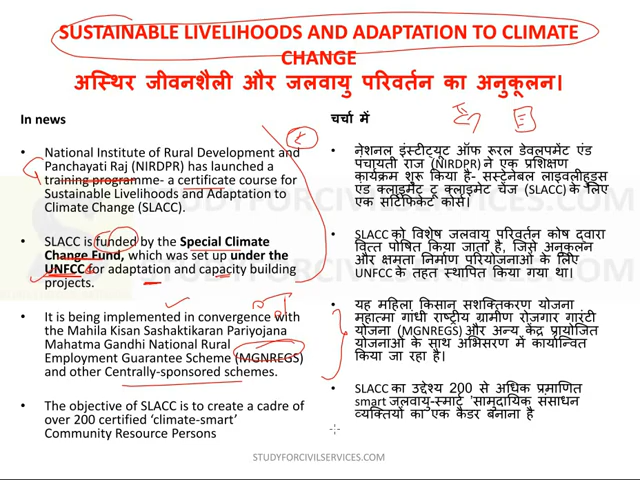 SUSTAINABLE LIVELIHOODS AND ADAPTATION TO CLIMATE
CHANGE
अस्थिर जीवनशैली और जलवायु परिवर्तन का अनुकूलन।
In news
• National Institute of Rural Development and
Panchayati Raj (NIRDPR) has launched a
training programme- a certificate course for
Sustainable Livelihoods and Adaptation to
Climate Change (SLACC).
• SLACC is funded by the Special Climate
Change Fund, which was set up under the
UNFCC for adaptation and capacity building
projects.
• It is being implemented in convergence with
the Mahila Kisan Sashaktikaran Pariyojana
Mahatma Gandhi National Rural
Employment Guarantee Scheme (MGNREGS)
and other Centrally-sponsored schemes.
• The objective of SLACC is to create a cadre of
over 200 certified ‘climate-smart’
Community Resource Persons
चर्चा में
• नेशनल इंस्टीट्यूट ऑफ रूरल डेवलपमेंट एंड
पंचायती राज (NIRDPR) ने एक प्रशिक्षण
कार्यक्रम शुरू किया है- सस्टेनेबल लाइवलीहुड्स
एंड क्लाइमेट टू क्लाइमेट चेंज (SLACC) के लिए
एक सर्टिफिकेट कोर्स।
• SLACC को विशेष जलवायु परिवर्तन कोष द्वारा
वित्त पोषित किया जाता है, जिसे अनुकूलन
और क्षमता निर्माण परियोजनाओं के लिए
UNFCC के तहत स्थापित किया गया था।
• यह महिला किसान सशक्तिकरण योजना
महात्मा गांधी राष्ट्रीय ग्रामीण रोजगार गारंटी
योजना (MGNREGS) और अन्य केंद्र प्रायोजित
योजनाओं के साथ अभिसरण में कार्यान्वित
किया जा रहा है।
• SLACC का उद्देश्य 200 से अधिक प्रमाणित
smart जलवायु-स्मार्ट 'सामुदायिक संसाधन
व्यक्तियों का एक कैडर बनाना है
STUDYFORCIVILSERVICES.COM